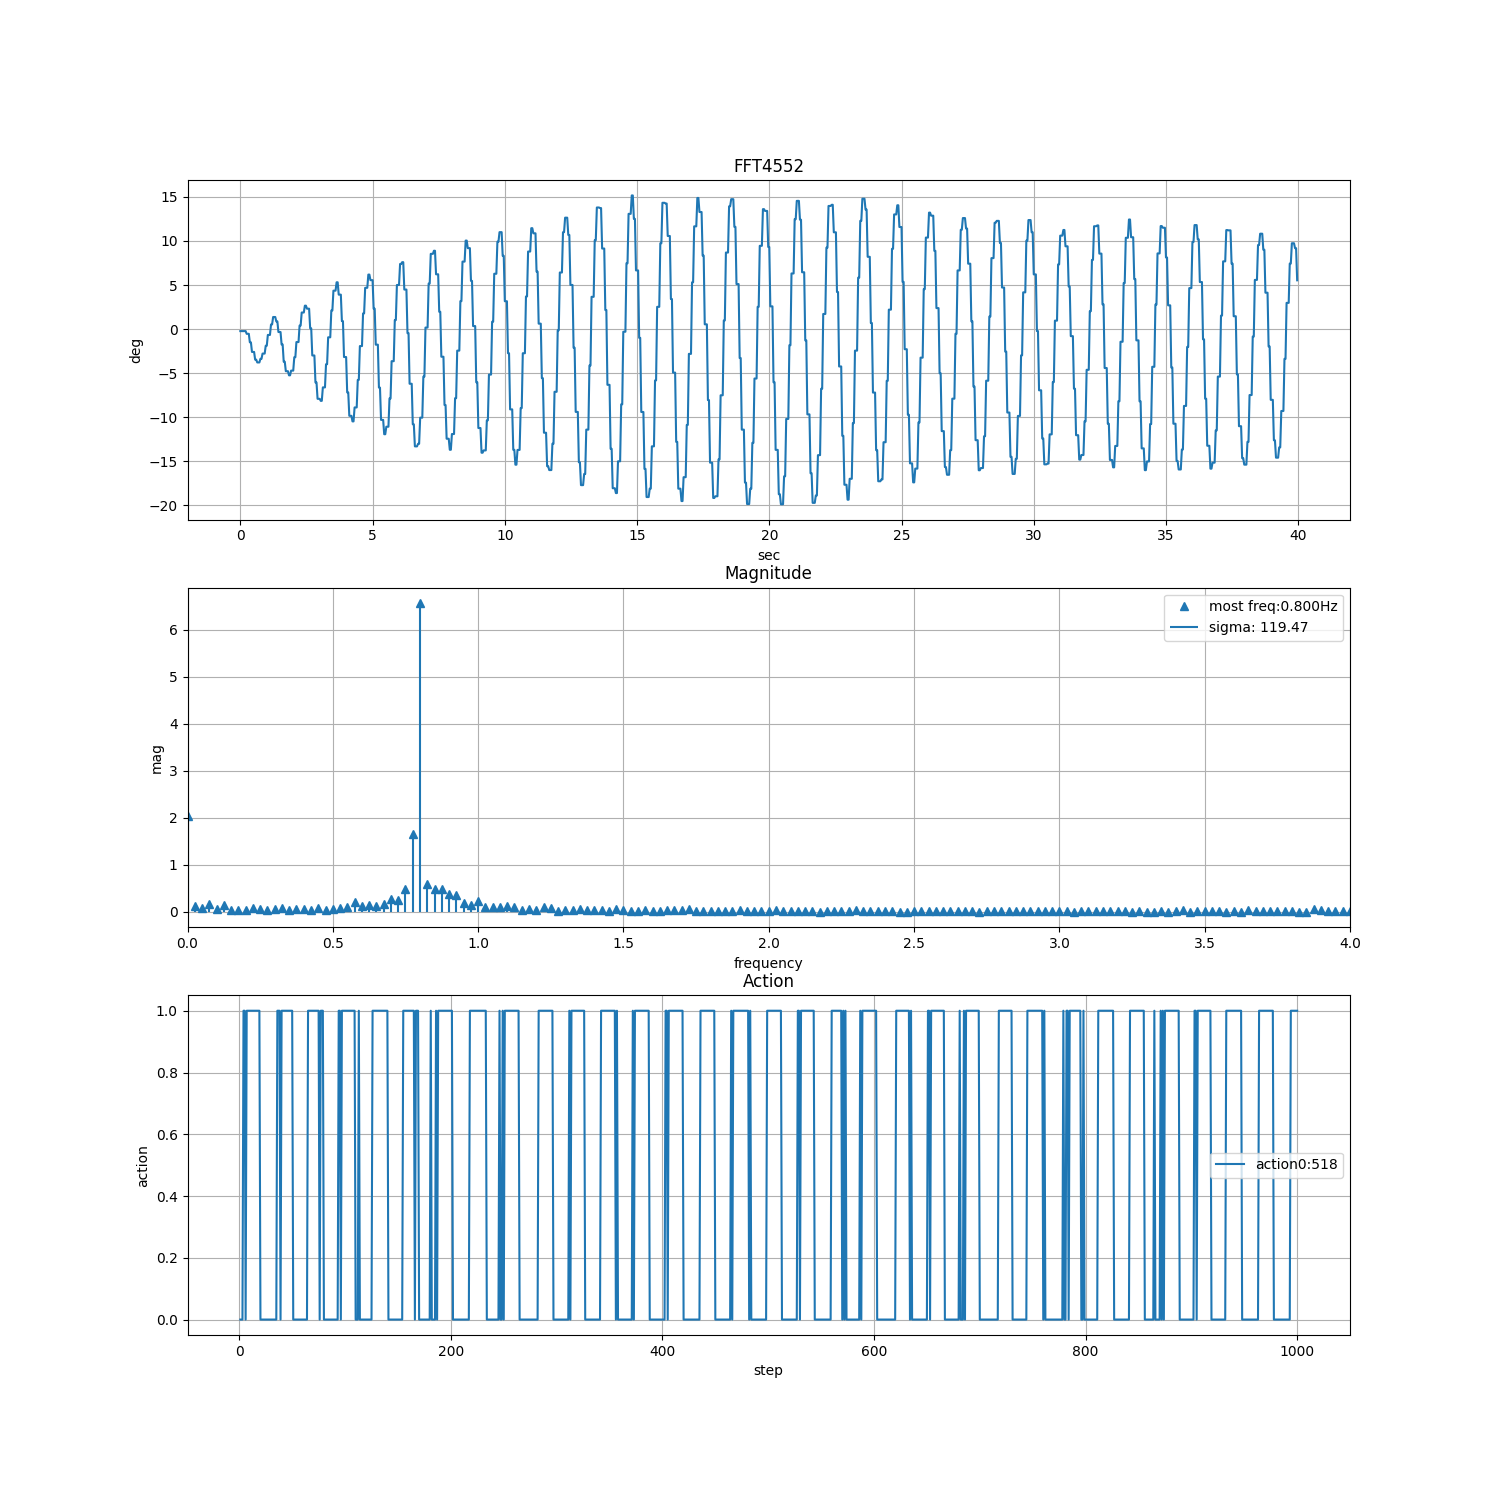 FFT4552
15
10
5
0
−5
−10
−15
−20
deg
0 5 10 15 20 25 30 35 40
sec
Magnitude
most freq:0.800Hz
sigma: 119.47
6
5
4
3
2
1
0
mag
0.0 0.5 1.0 1.5 2.0 2.5 3.0 3.5 4.0
frequency
Action
1.0
0.8
0.6
0.4
0.2
0.0
action
action0:518
0 200 400 600 800 1000
step